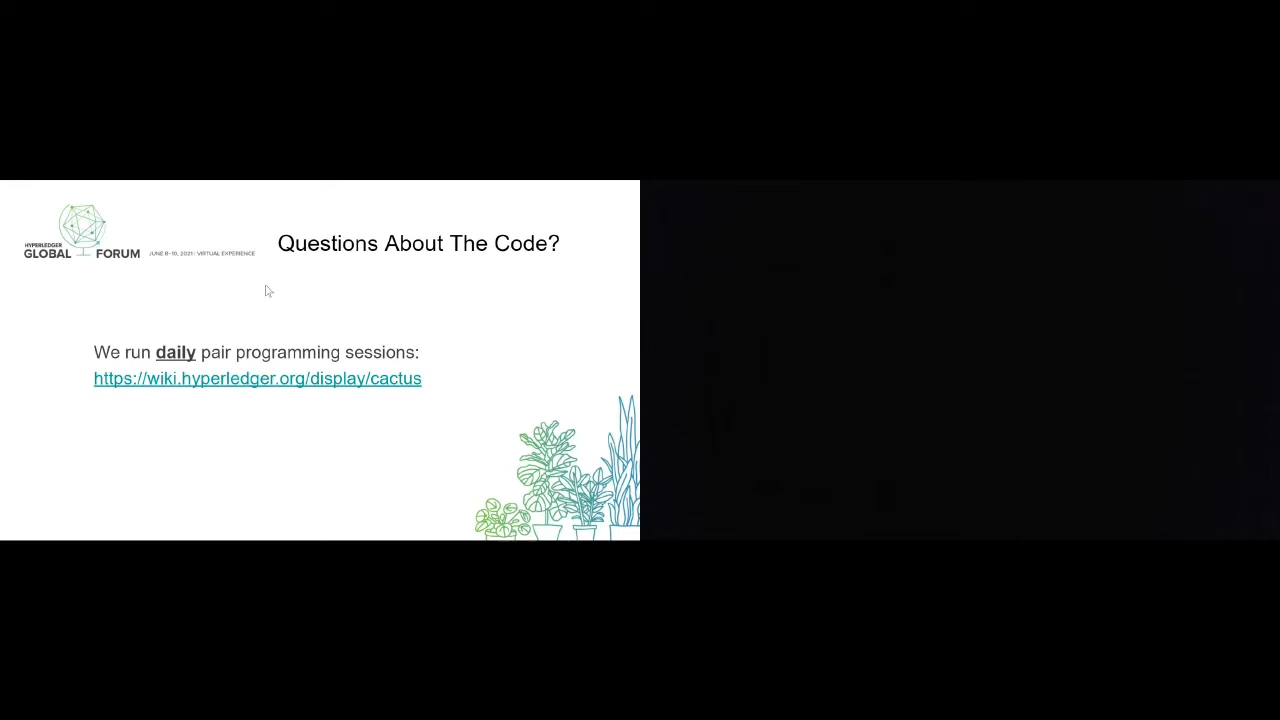 HYPERLEDGER
GLOBAL FORUM
JUNE 8-10, 2021 | VIRTUAL EXPERIENCE
Questions About The Code?
We run daily pair programming sessions:
https://wiki.hyperledger.org/display/cactus